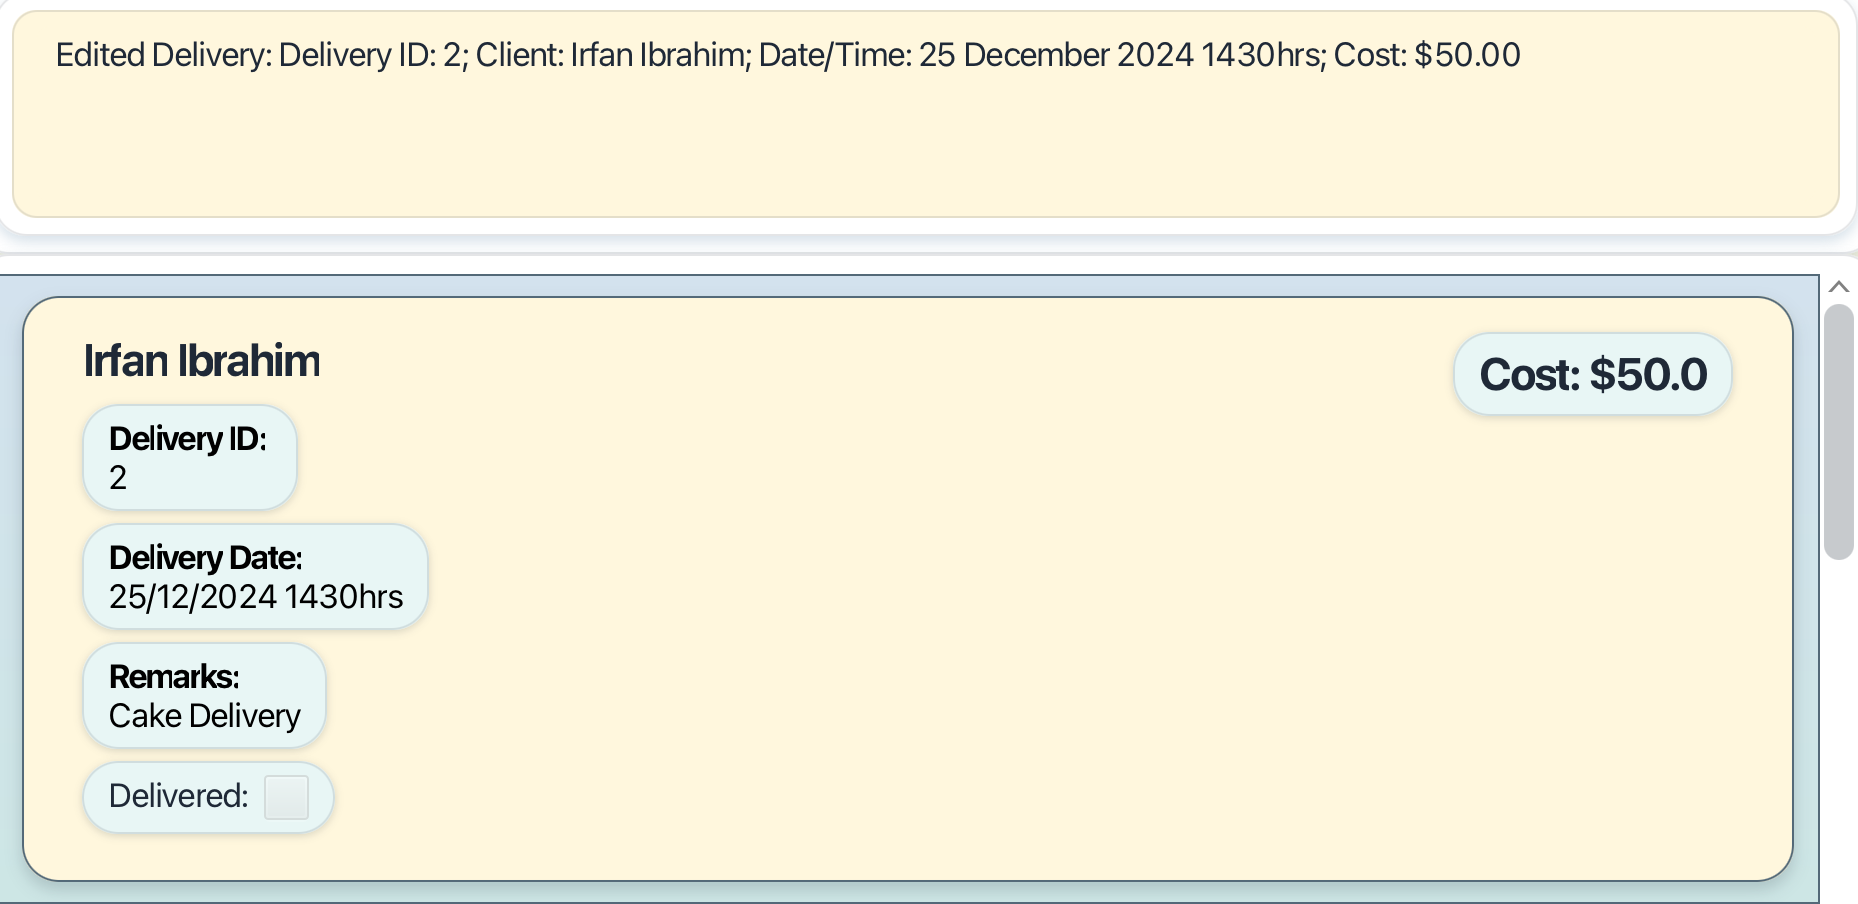 Edited Delivery: Delivery ID: 2; Client: Irfan Ibrahim; Date/Time: 25 December 2024 1430hrs; Cost: $50.00
Irfan Ibrahim
Cost: $50.0
Delivery ID:
2
Delivery Date:
25/12/2024 1430hrs
Remarks:
Cake Delivery
Delivered: